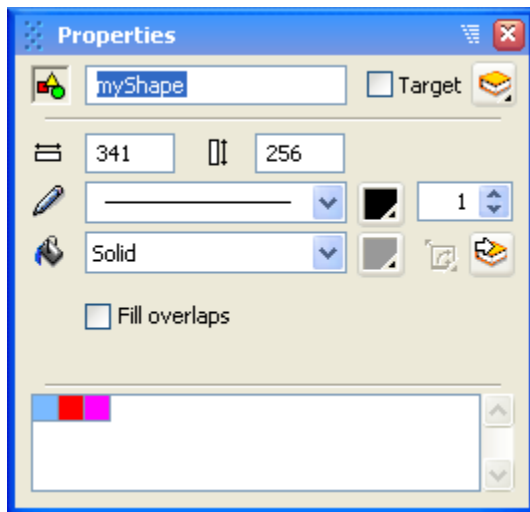 Properties
myShape Target
341 256
1
Solid
Fill overlaps